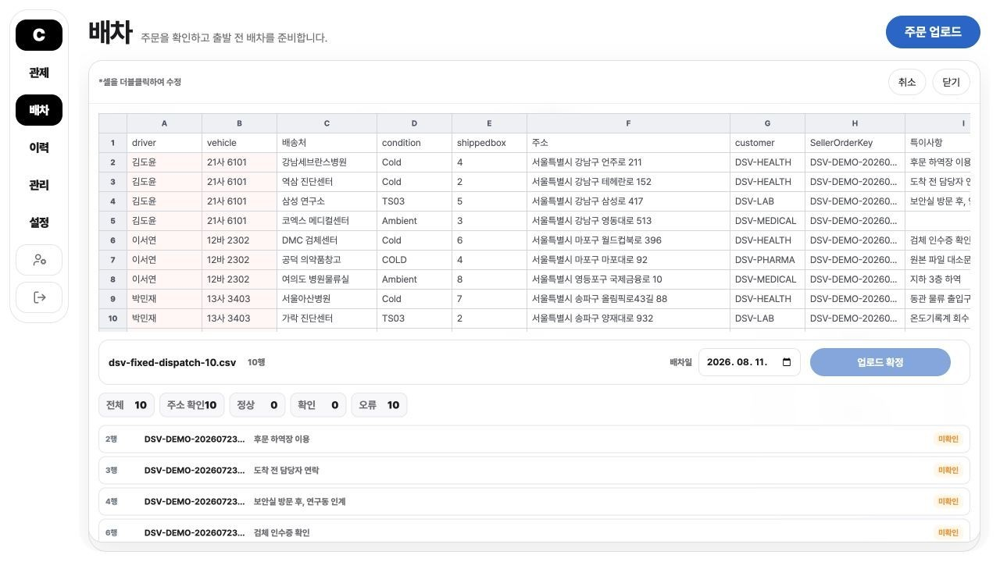 C
관제
배차
이력
관리
설정
배차 주문을 확인하고 출발 전 배차를 준비합니다.
주문 업로드
*셀을 더블클릭하여 수정
취소 닫기
A B C D E F G H I
1 driver vehicle 배송처 condition shippedbox 주소 customer SellerOrderKey 특이사항
2 김도윤 21사 6101 강남세브란스병원 Cold 4 서울특별시 강남구 언주로 211 DSV-HEALTH DSV-DEMO-20260... 후문 하역장 이용
3 김도윤 21사 6101 역삼 진단센터 Cold 2 서울특별시 강남구 테헤란로 152 DSV-HEALTH DSV-DEMO-20260... 도착 전 담당자
4 김도윤 21사 6101 삼성 연구소 TS03 5 서울특별시 강남구 삼성로 417 DSV-LAB DSV-DEMO-20260... 보안실 방문 후,
5 김도윤 21사 6101 코엑스 메디컬센터 Ambient 3 서울특별시 강남구 영동대로 513 DSV-MEDICAL DSV-DEMO-20260...
6 이서연 12바 2302 DMC 검체센터 Cold 6 서울특별시 마포구 월드컵북로 396 DSV-HEALTH DSV-DEMO-20260... 검체 인수증 확인
7 이서연 12바 2302 공덕 의약품창고 COLD 4 서울특별시 마포구 마포대로 92 DSV-PHARMA DSV-DEMO-20260... 원본 파일 대소문
8 이서연 12바 2302 여의도 병원물류실 Ambient 8 서울특별시 영등포구 국제금융로 10 DSV-MEDICAL DSV-DEMO-20260... 지하 3층 하역
9 박민재 13사 3403 서울아산병원 Cold 7 서울특별시 송파구 올림픽로43길 88 DSV-HEALTH DSV-DEMO-20260... 동관 물류 출입구
10 박민재 13사 3403 가락 진단센터 TS03 2 서울특별시 송파구 양재대로 932 DSV-LAB DSV-DEMO-20260... 온도기록계 회수
dsv-fixed-dispatch-10.csv 10행 배차일 2026. 08. 11. 업로드 확정
전체 10 주소 확인 10 정상 0 확인 0 오류 10
2행 DSV-DEMO-20260723... 후문 하역장 이용 미확인
3행 DSV-DEMO-20260723... 도착 전 담당자 연락 미확인
4행 DSV-DEMO-20260723... 보안실 방문 후, 연구동 인계 미확인
6행 DSV-DEMO-20260723... 검체 인수증 확인 미확인